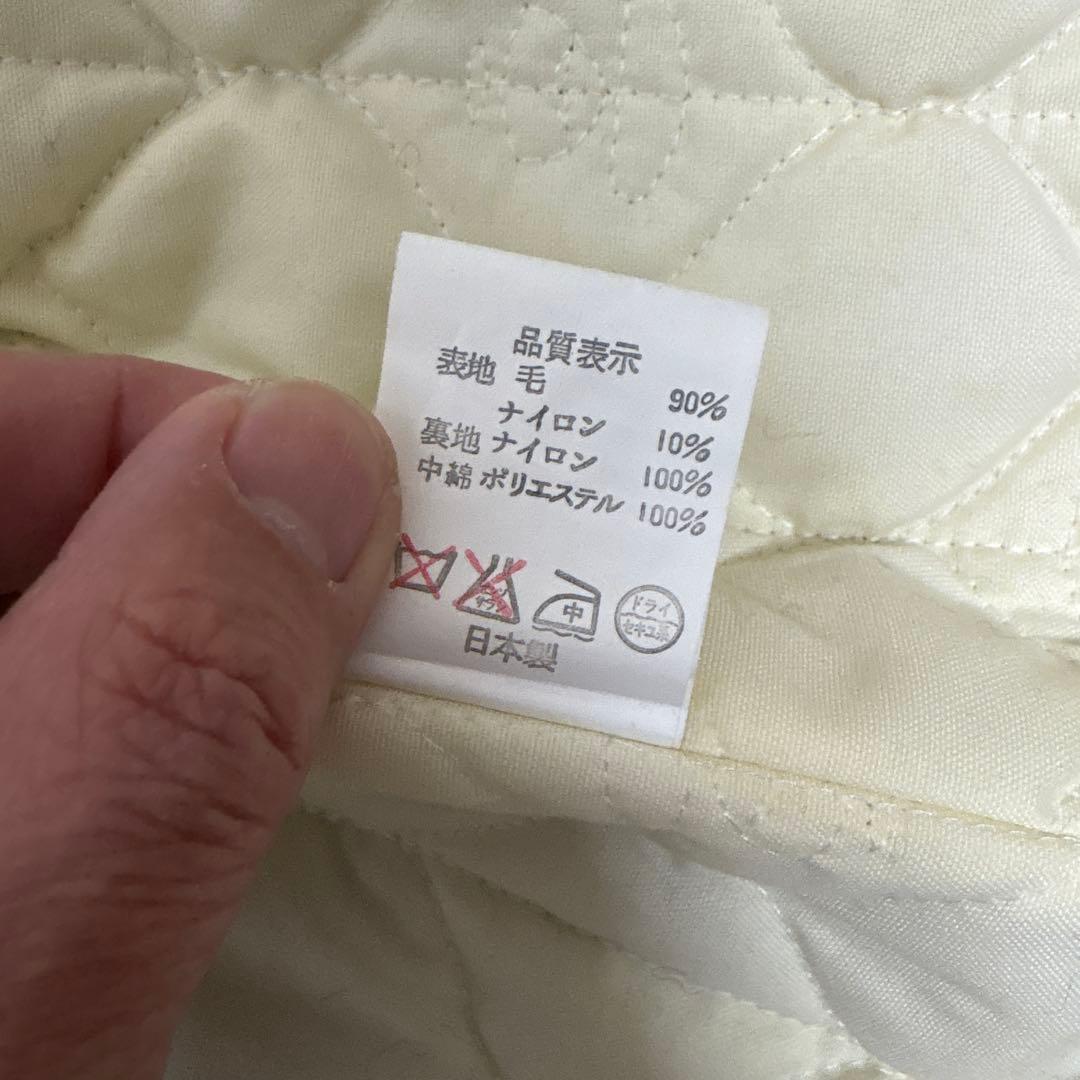 品質表示
表地 毛 90%
ナイロン 10%
裏地 ナイロン 100%
中綿 ポリエステル 100%
中
ドライ
セキユ系
日本製